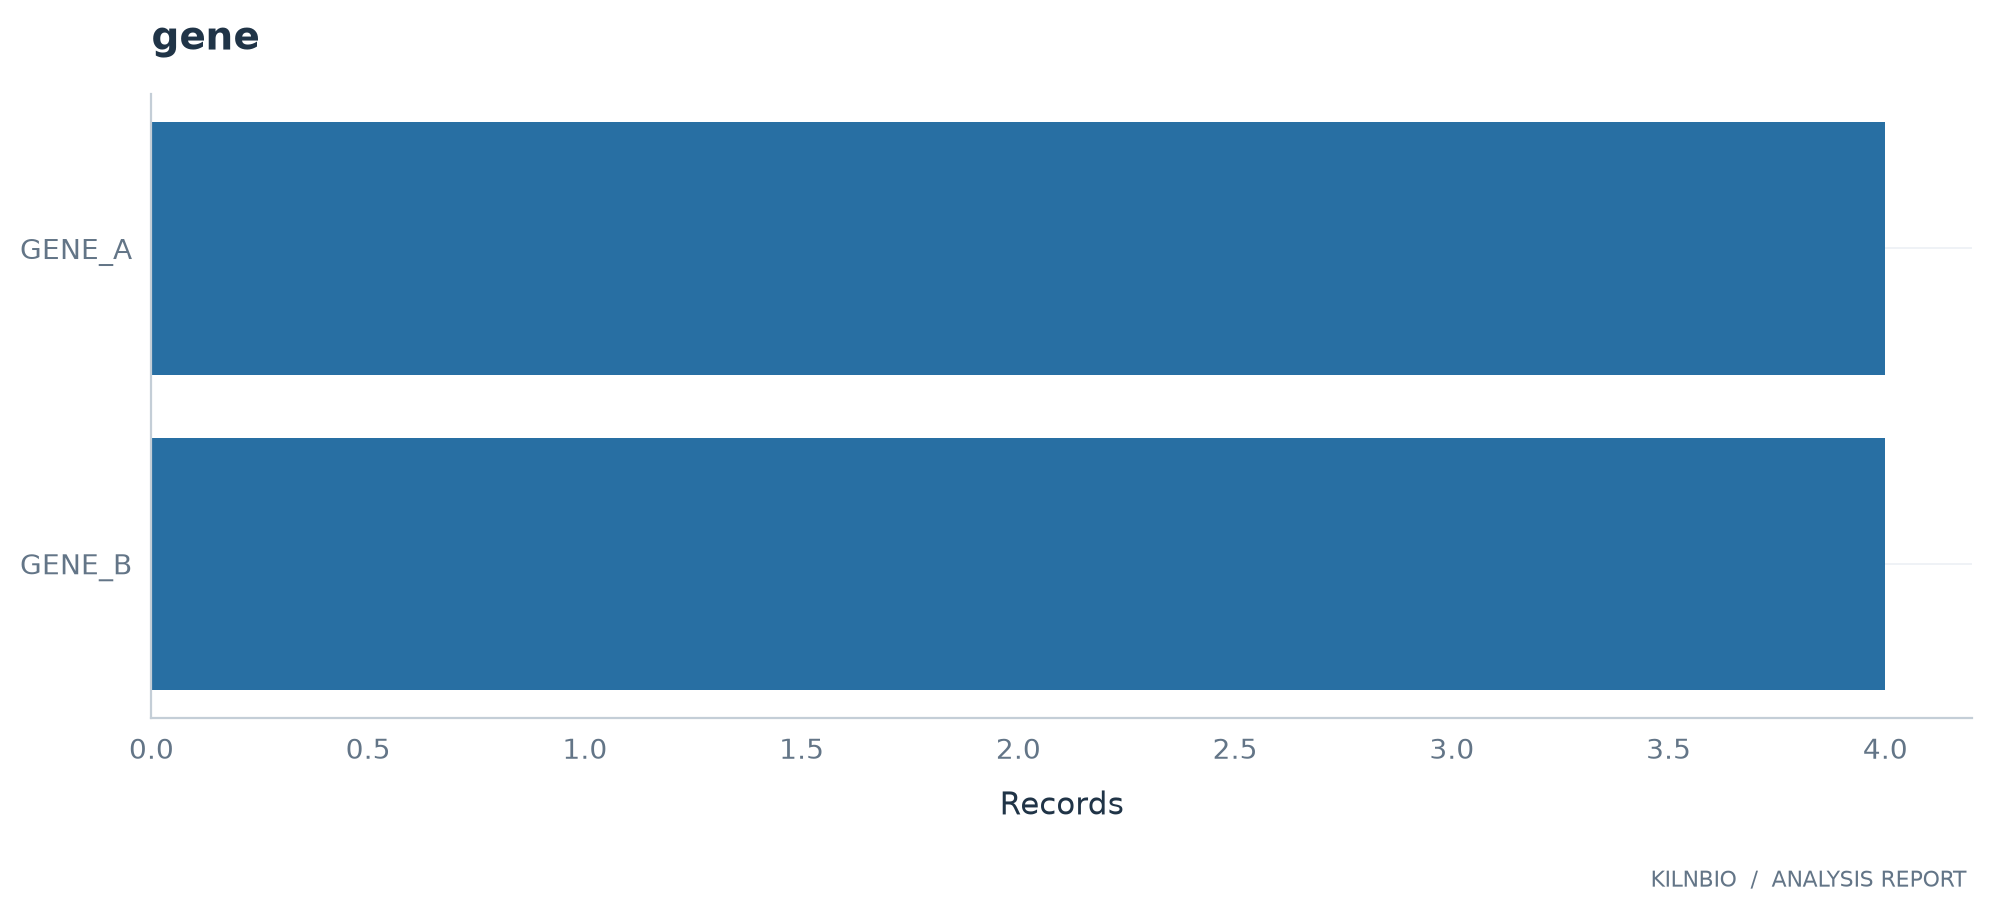 gene
GENE_A
GENE_B
0.0 0.5 1.0 1.5 2.0 2.5 3.0 3.5 4.0
Records
KILNBIO / ANALYSIS REPORT